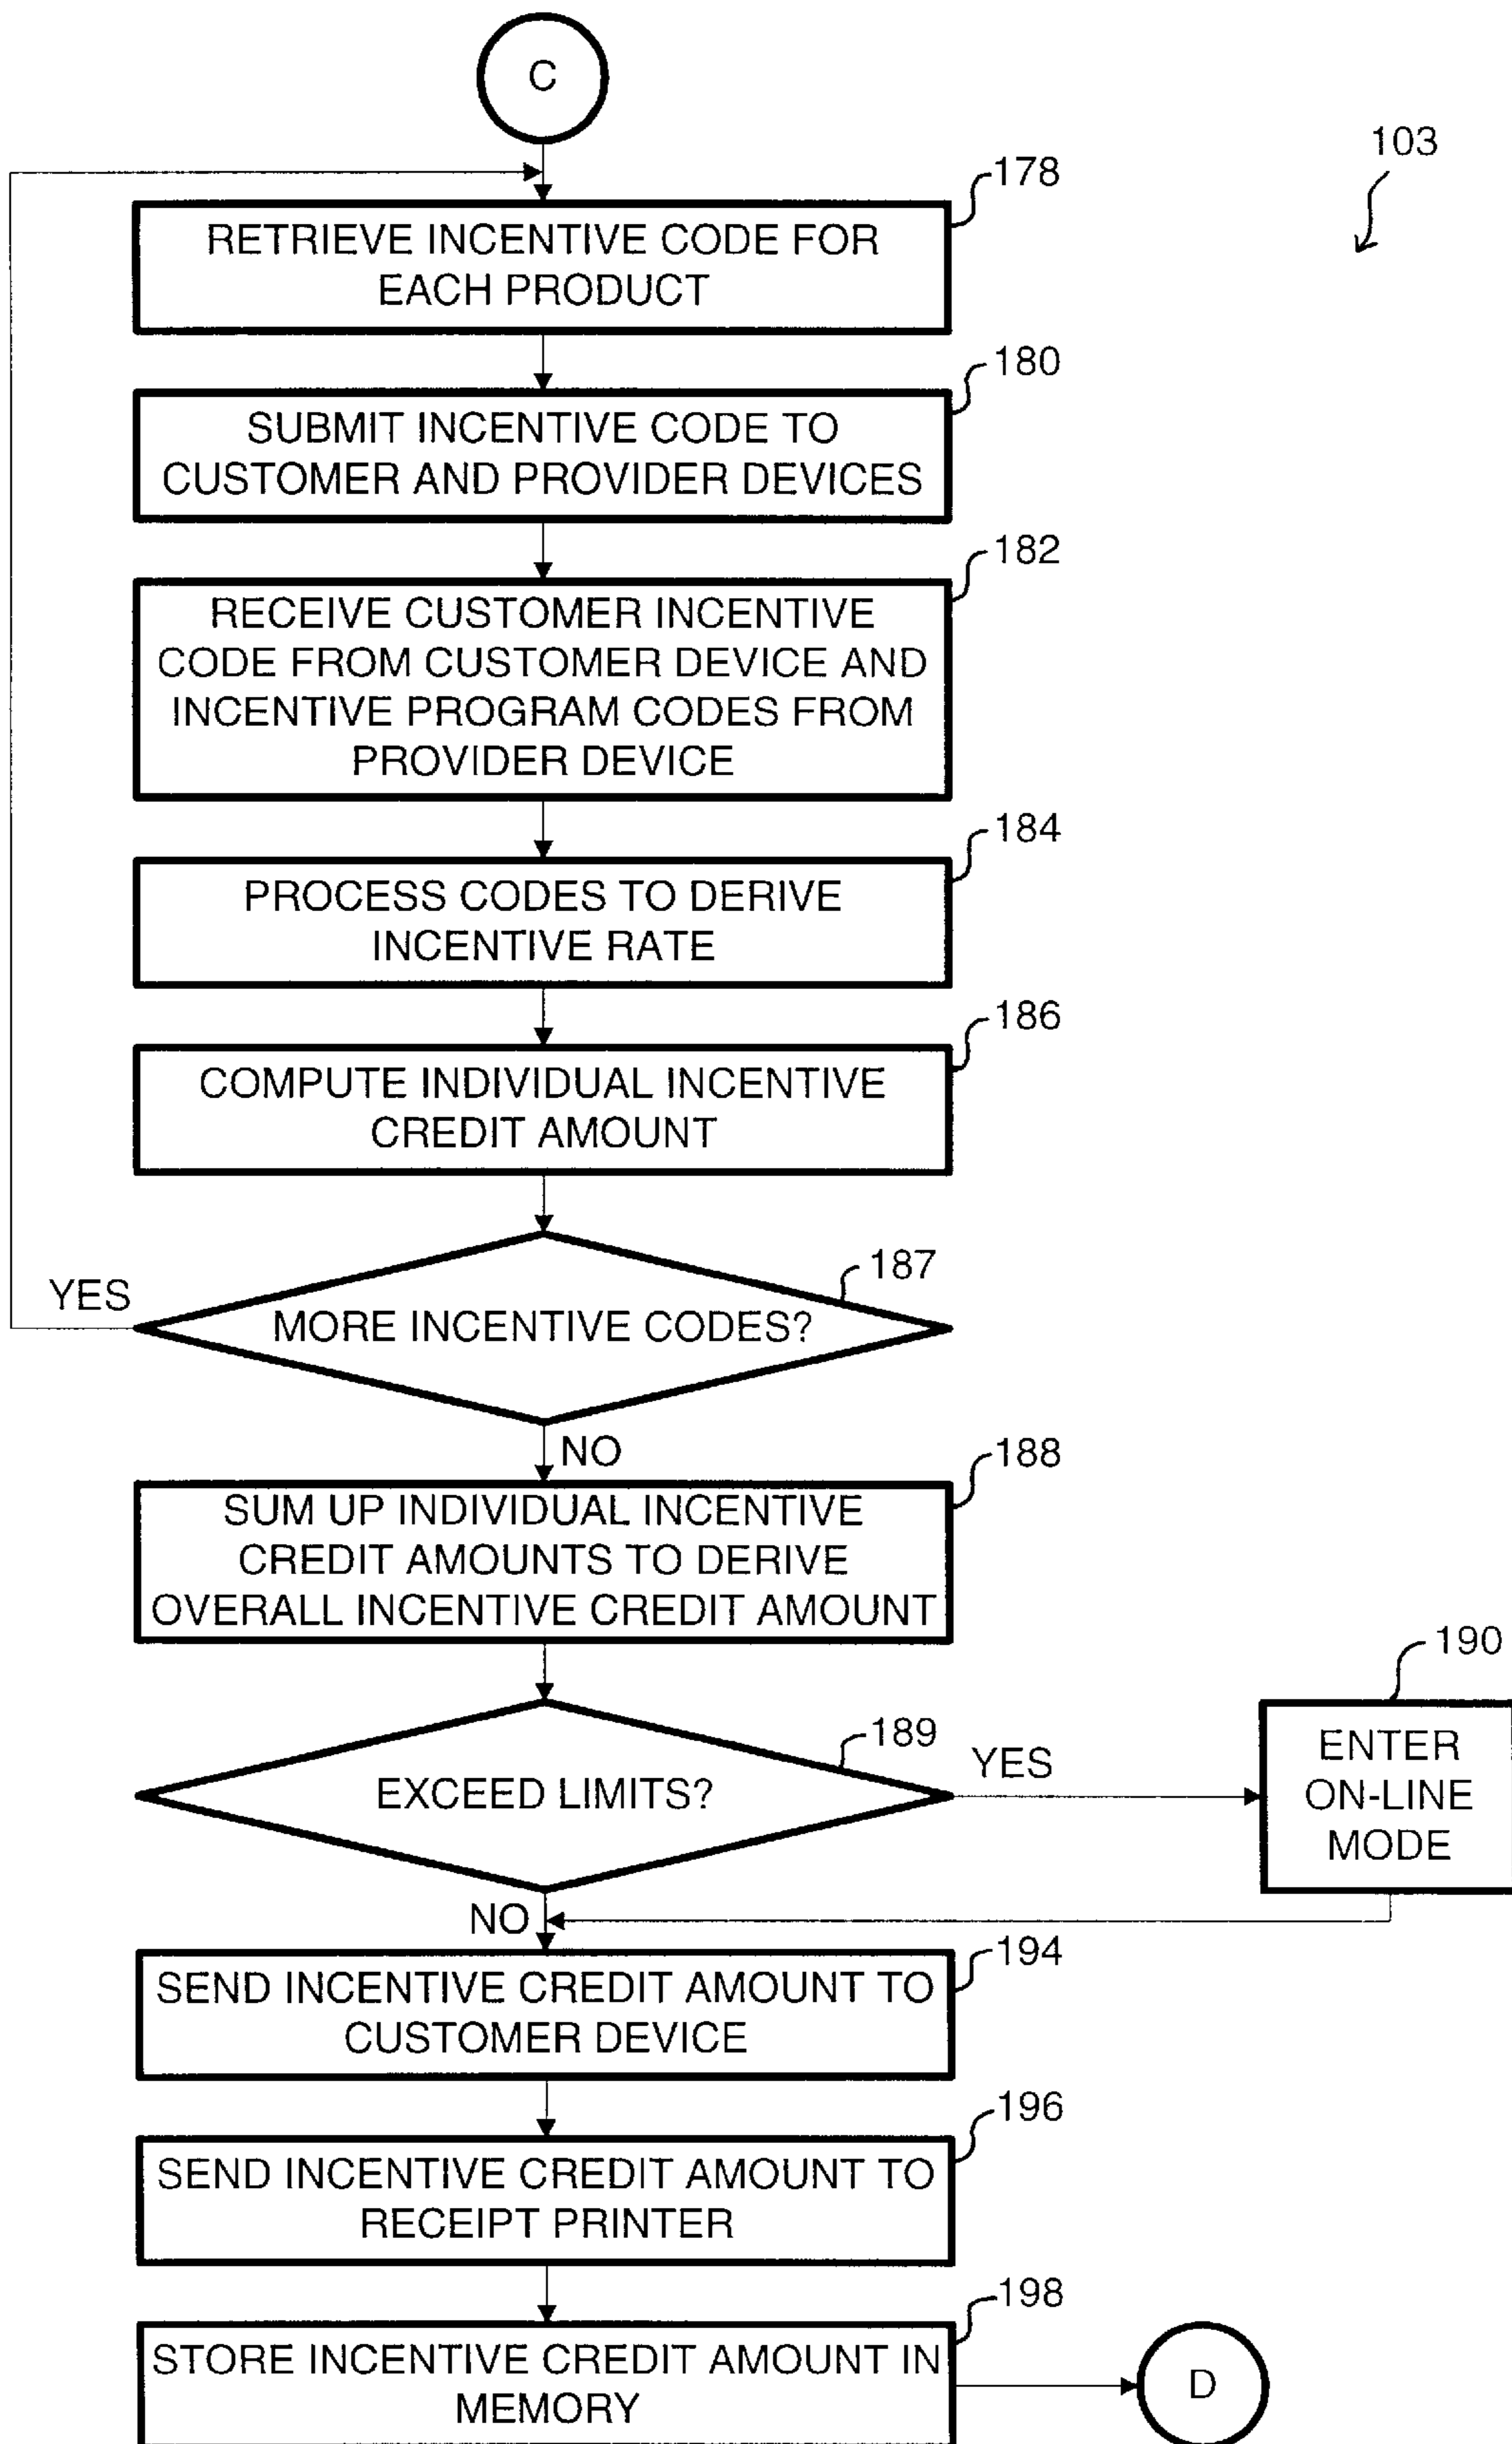 C
103
178
RETRIEVE INCENTIVE CODE FOR
EACH PRODUCT
180
SUBMIT INCENTIVE CODE TO
CUSTOMER AND PROVIDER DEVICES
182
RECEIVE CUSTOMER INCENTIVE
CODE FROM CUSTOMER DEVICE AND
INCENTIVE PROGRAM CODES FROM
PROVIDER DEVICE
184
PROCESS CODES TO DERIVE
INCENTIVE RATE
186
COMPUTE INDIVIDUAL INCENTIVE
CREDIT AMOUNT
187
YES
MORE INCENTIVE CODES?
NO
188
SUM UP INDIVIDUAL INCENTIVE
CREDIT AMOUNTS TO DERIVE
OVERALL INCENTIVE CREDIT AMOUNT
189
EXCEED LIMITS?
YES
190
ENTER
ON-LINE
MODE
NO
194
SEND INCENTIVE CREDIT AMOUNT TO
CUSTOMER DEVICE
196
SEND INCENTIVE CREDIT AMOUNT TO
RECEIPT PRINTER
198
STORE INCENTIVE CREDIT AMOUNT IN
MEMORY
D